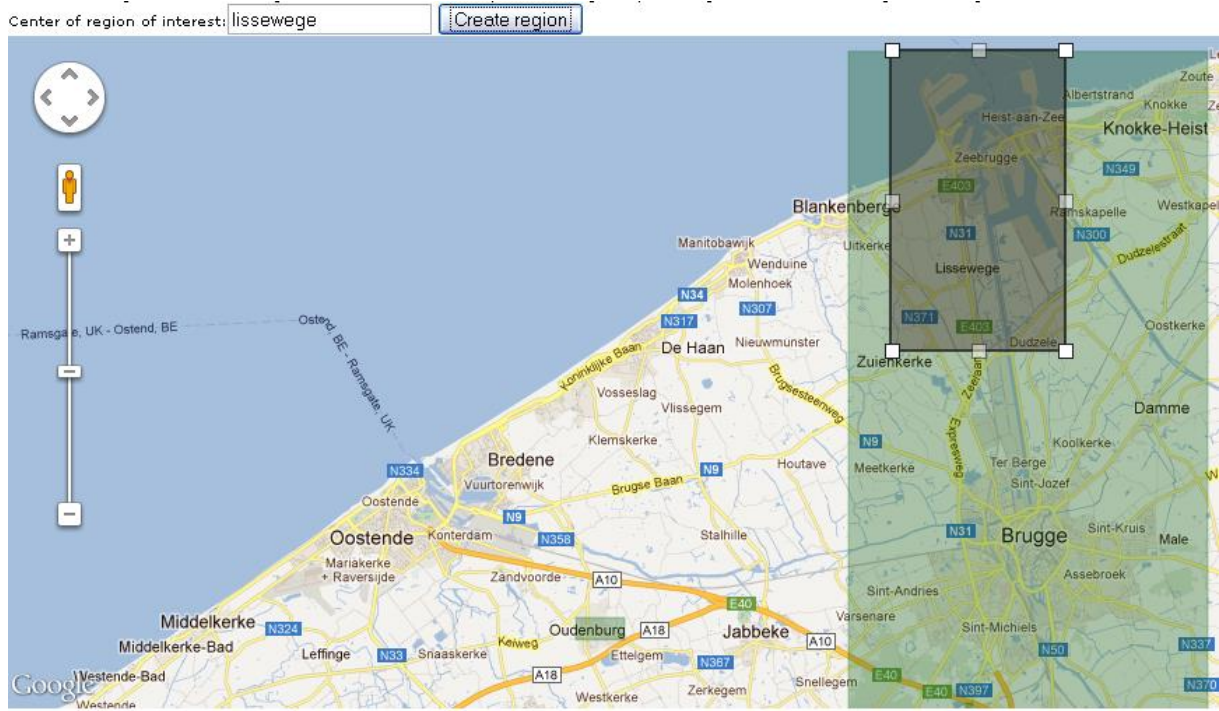 Center of region of interest: lissewege Create region
Zoute
Albertstrand
Knokke
Heist-aan-Zee
Knokke-Heist
Zeebrugge
N349
E403
Blankenberge
Ramskapelle
Westkapel
N31
N300
Manitobawijk
Uitkerke
Dudzelestraat
Wenduine
Lissewege
Molenhoek
N34
N307
N371
E403
Ramsgate, UK - Ostend, BE
Ostend, BE - Ramsgate, UK
N317
Oostkerke
De Haan
Nieuwmunster
Dudzele
Koninklijke Baan
Zuienkerke
Zeelaan
Brugsesteenweg
Vosseslag
Vlissegem
Damme
Klemskerke
N9
Expresweg
Koolkerke
Bredene
N334
N9
Houtave
Meetkerke
Ter Berge
Vuurtorenwijk
Brugse Baan
Sint-Jozef
Oostende
N9
N31
Brugge
Sint-Kruis
Male
Oostende
Konterdam
N358
Stalhille
Mariakerke
+ Raversijde
Zandvoorde
A10
Assebroek
Sint-Andries
E40
Middelkerke
N324
Oudenburg
A18
Jabbeke
A10
Varsenare
Sint-Michiels
Middelkerke-Bad
Leffinge
N33
Snaaskerke
Keiweg
Ettelgem
N367
N50
N337
Google
Westende-Bad
A18
Zerkegem
Snellegem
E40
E40
N397
N370
Westende
Westkerke